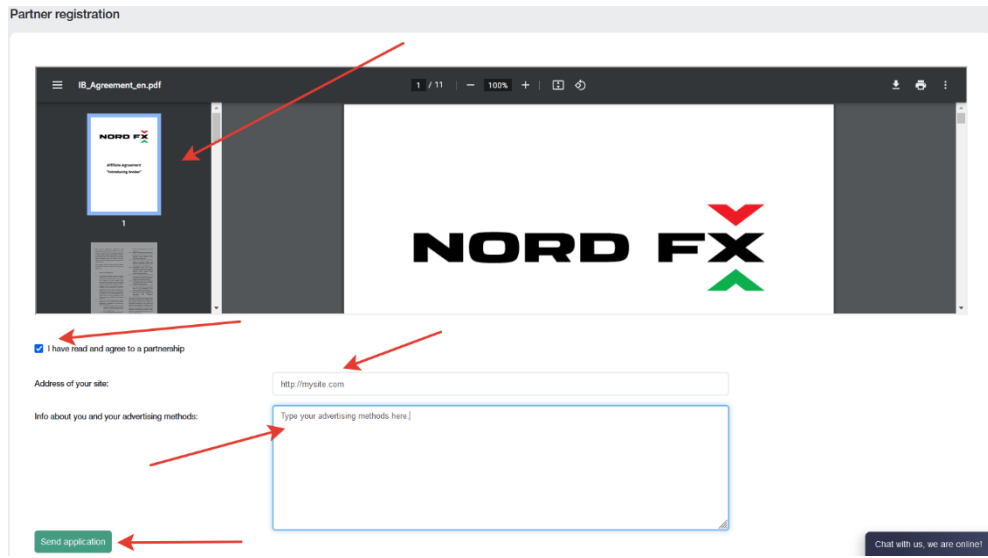 Partner registration
IB_Agreement_en.pdf
1 / 11
100%
NORD FX
Affiliate Agreement
"Introducing broker"
1
NORD FX
I have read and agree to a partnership
Address of your site:
http://mysite.com
Info about you and your advertising methods:
Type your advertising methods here.
Send application
Chat with us, we are online!